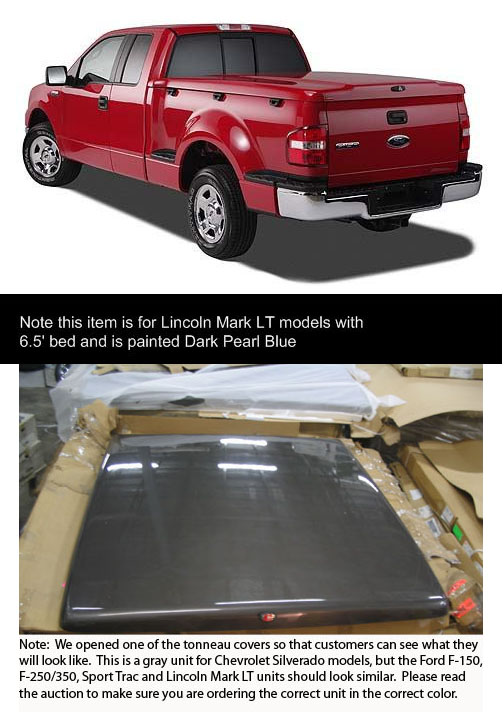 Ford
Note this item is for Lincoln Mark LT models with
6.5' bed and is painted Dark Pearl Blue
Note: We opened one of the tonneau covers so that customers can see what they
will look like. This is a gray unit for Chevrolet Silverado models, but the Ford F-150,
F-250/350, Sport Trac and Lincoln Mark LT units should look similar. Please read
the auction to make sure you are ordering the correct unit in the correct color.